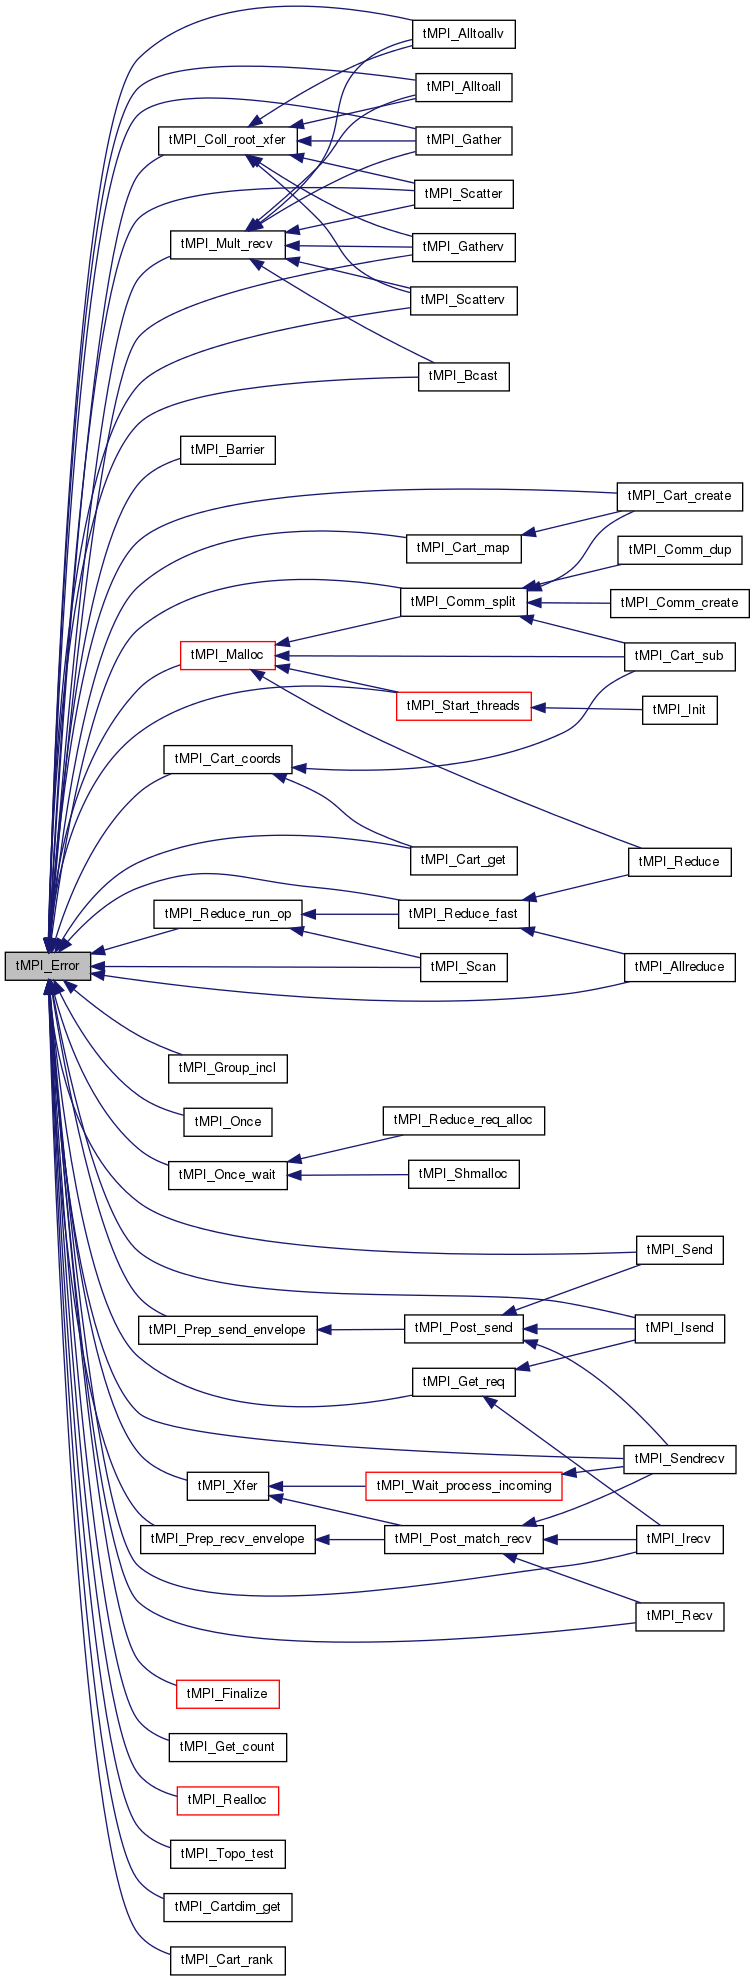 tMPI_Alltoallv
tMPI_Alltoall
tMPI_Coll_root_xfer
tMPI_Gather
tMPI_Scatter
tMPI_Mult_recv
tMPI_Gatherv
tMPI_Scatterv
tMPI_Bcast
tMPI_Barrier
tMPI_Cart_create
tMPI_Cart_map
tMPI_Comm_dup
tMPI_Comm_split
tMPI_Comm_create
tMPI_Malloc
tMPI_Cart_sub
tMPI_Start_threads
tMPI_Init
tMPI_Cart_coords
tMPI_Cart_get
tMPI_Reduce
tMPI_Reduce_run_op
tMPI_Reduce_fast
tMPI_Error
tMPI_Scan
tMPI_Allreduce
tMPI_Group_incl
tMPI_Once
tMPI_Reduce_req_alloc
tMPI_Once_wait
tMPI_Shmalloc
tMPI_Send
tMPI_Prep_send_envelope
tMPI_Post_send
tMPI_Isend
tMPI_Get_req
tMPI_Sendrecv
tMPI_Xfer
tMPI_Wait_process_incoming
tMPI_Prep_recv_envelope
tMPI_Post_match_recv
tMPI_Irecv
tMPI_Recv
tMPI_Finalize
tMPI_Get_count
tMPI_Realloc
tMPI_Topo_test
tMPI_Cartdim_get
tMPI_Cart_rank